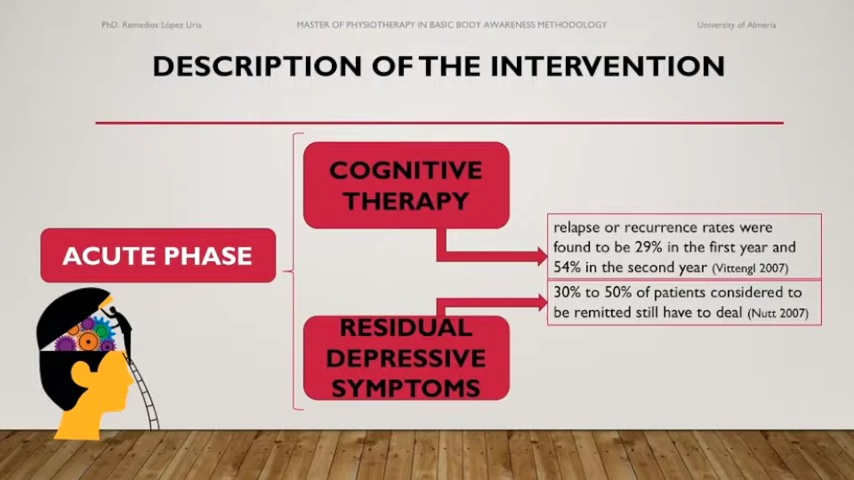 PhD. Remedios López Liria
MASTER OF PHYSIOTHERAPY IN BASIC BODY AWARENESS METHODOLOGY
University of Almeria
DESCRIPTION OF THE INTERVENTION
ACUTE PHASE
COGNITIVE
THERAPY
relapse or recurrence rates were
found to be 29% in the first year and
54% in the second year (Vittengl 2007)
30% to 50% of patients considered to
be remitted still have to deal (Nutt 2007)
RESIDUAL
DEPRESSIVE
SYMPTOMS